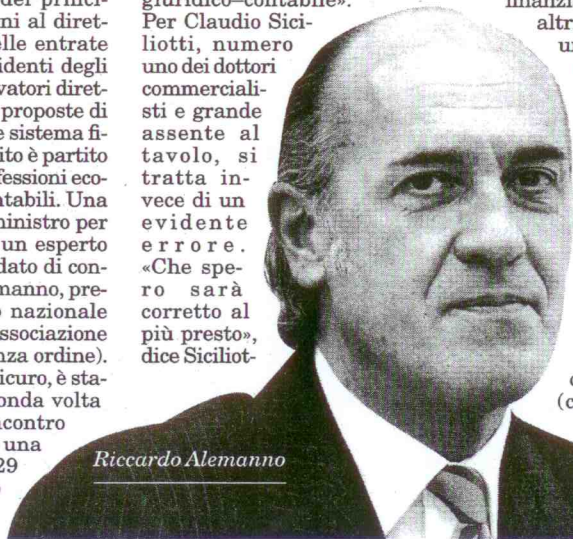 dei princi-
ni al diret-
elle entrate
identi degli
vatori diret-
proposte di
e sistema fi-
ito è partito
fessioni eco-
ntabili. Una
ministro per
un esperto
dato di con-
manno, pre-
nazionale
ssociazione
nza ordine).
icuro, è sta-
onda volta
contro
una
29
giuridico–contabile».
Per Claudio Sici-
liotti, numero
uno dei dottori
commerciali-
sti e grande
assente al
tavolo, si
tratta in-
vece di un
evidente
errore.
«Che spe-
ro sarà
corretto al
più presto»,
dice Siciliot-
altr
(c
Riccardo Alemanno